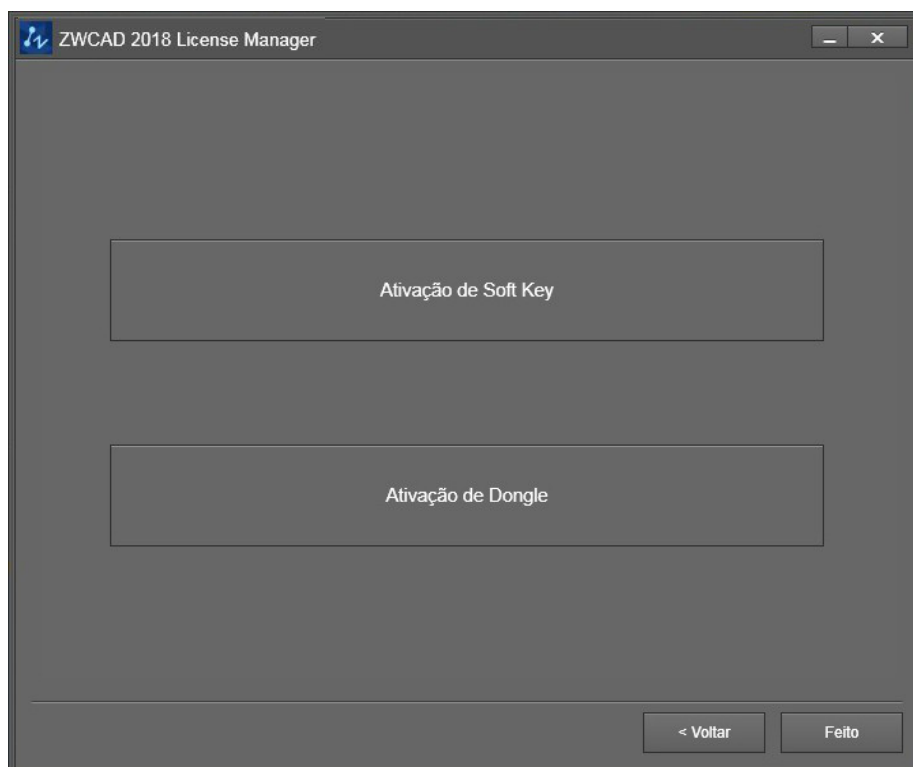 ZWCAD 2018 License Manager
Ativação de Soft Key
Ativação de Dongle
< Voltar
Feito